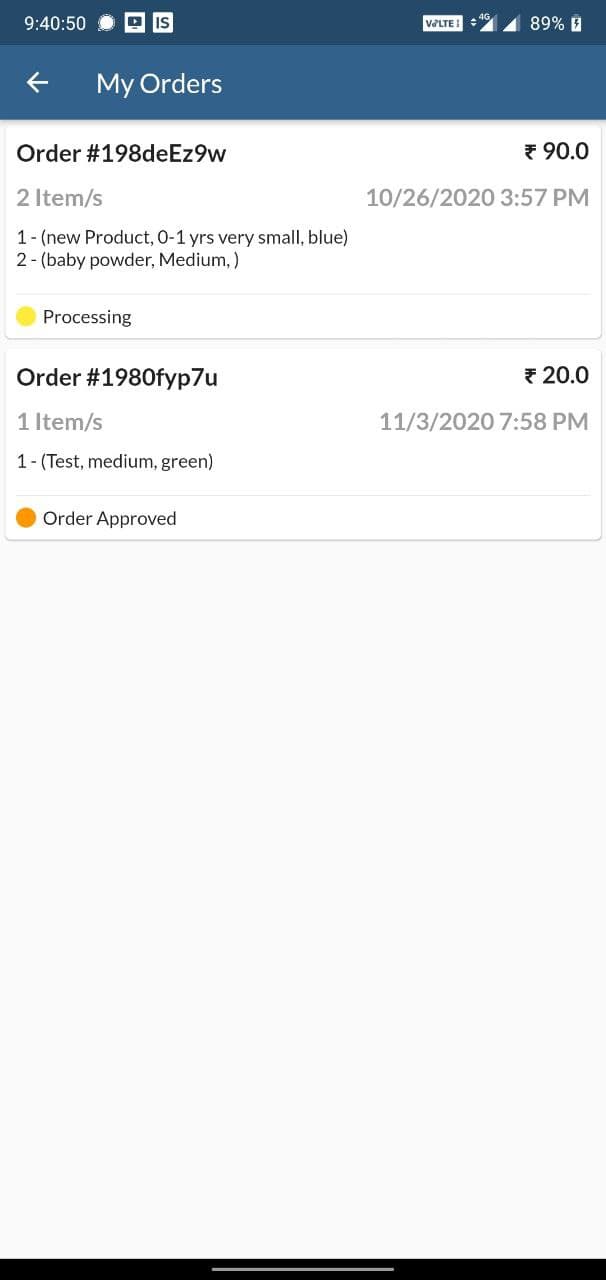 9:40:50 IS VoLTE 4G 89%
My Orders
Order #198deEz9w ₹ 90.0
2 Item/s 10/26/2020 3:57 PM
1 - (new Product, 0-1 yrs very small, blue)
2 - (baby powder, Medium, )
Processing
Order #1980fyp7u ₹ 20.0
1 Item/s 11/3/2020 7:58 PM
1 - (Test, medium, green)
Order Approved